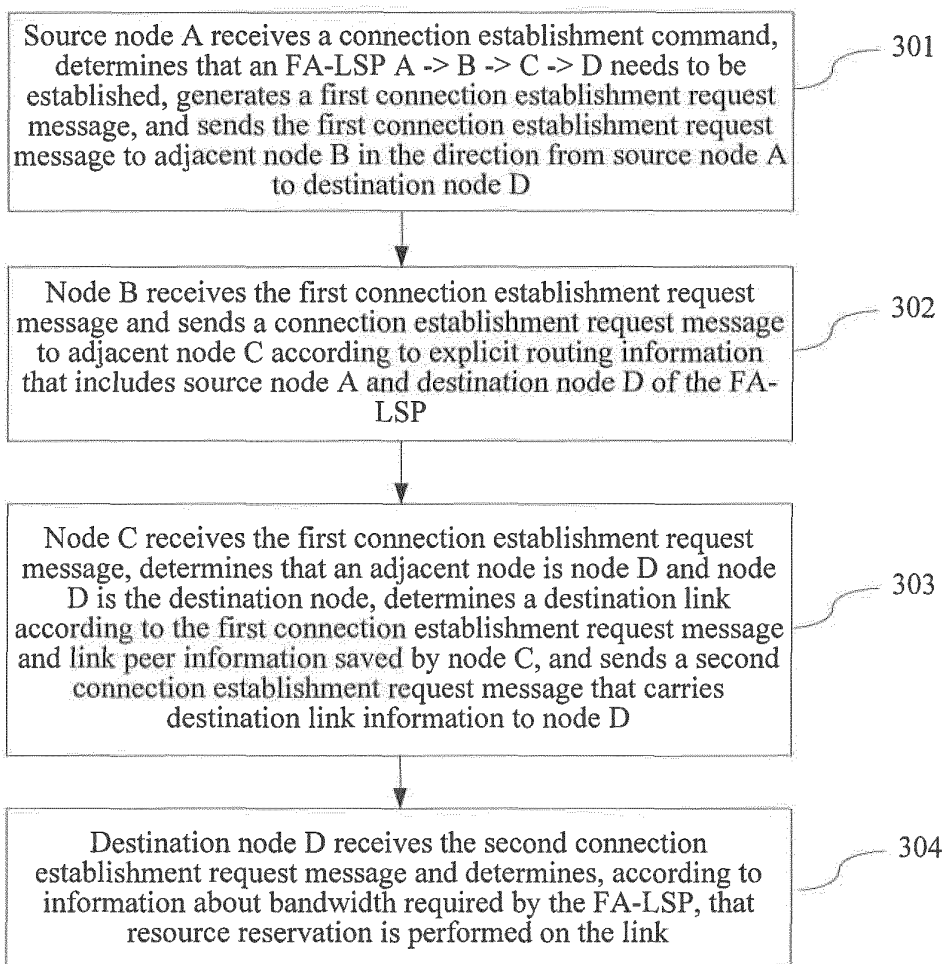 Source node A receives a connection establishment command,
determines that an FA-LSP A -> B -> C -> D needs to be
established, generates a first connection establishment request
message, and sends the first connection establishment request
message to adjacent node B in the direction from source node A
to destination node D
301
Node B receives the first connection establishment request
message and sends a connection establishment request message
to adjacent node C according to explicit routing information
that includes source node A and destination node D of the FA-
LSP
302
Node C receives the first connection establishment request
message, determines that an adjacent node is node D and node
D is the destination node, determines a destination link
according to the first connection establishment request message
and link peer information saved by node C, and sends a second
connection establishment request message that carries
destination link information to node D
303
Destination node D receives the second connection
establishment request message and determines, according to
information about bandwidth required by the FA-LSP, that
resource reservation is performed on the link
304